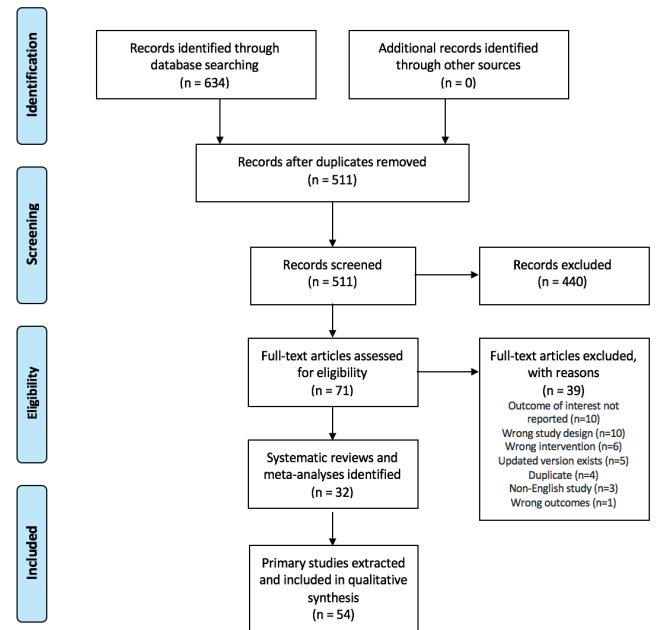 Identification
Records identified through
database searching
(n = 634)
Additional records identified
through other sources
(n = 0)
Records after duplicates removed
(n = 511)
Screening
Records screened
(n = 511)
Records excluded
(n = 440)
Eligibility
Full-text articles assessed
for eligibility
(n = 71)
Full-text articles excluded,
with reasons
(n = 39)
Outcome of interest not
reported (n=10)
Wrong study design (n=10)
Wrong intervention (n=6)
Updated version exists (n=5)
Duplicate (n=4)
Non-English study (n=3)
Wrong outcomes (n=1)
Systematic reviews and
meta-analyses identified
(n = 32)
Included
Primary studies extracted
and included in qualitative
synthesis
(n = 54)